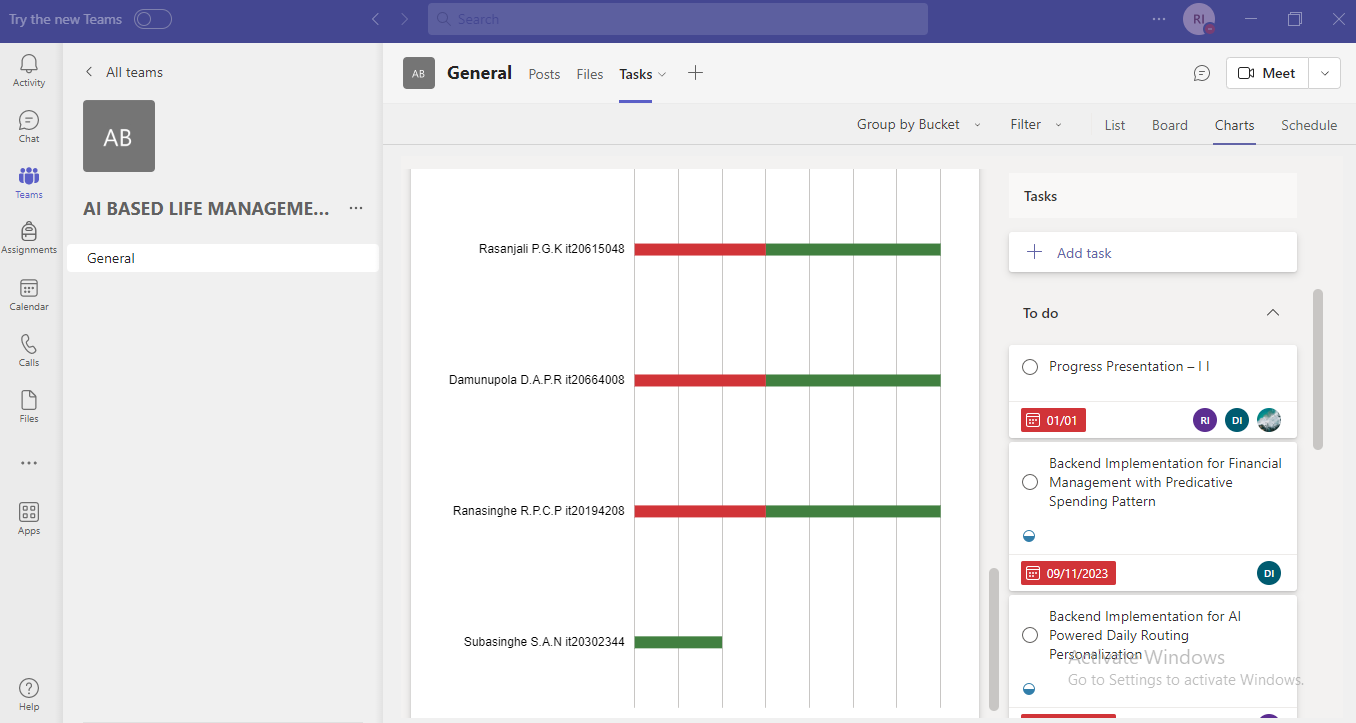 Try the new Teams
Search
RI
Activity
Chat
Teams
Assignments
Calendar
Calls
Files
Apps
Help
All teams
AB
AI BASED LIFE MANAGEME...
General
AB
General
Posts
Files
Tasks
Meet
Group by Bucket
Filter
List
Board
Charts
Schedule
Rasanjali P.G.K it20615048
Damunupola D.A.P.R it20664008
Ranasinghe R.P.C.P it20194208
Subasinghe S.A.N it20302344
Tasks
Add task
To do
Progress Presentation – I I
01/01
RI
DI
Backend Implementation for Financial
Management with Predicative
Spending Pattern
09/11/2023
DI
Backend Implementation for AI
Powered Daily Routing
Personalization
Activate Windows
Go to Settings to activate Windows.